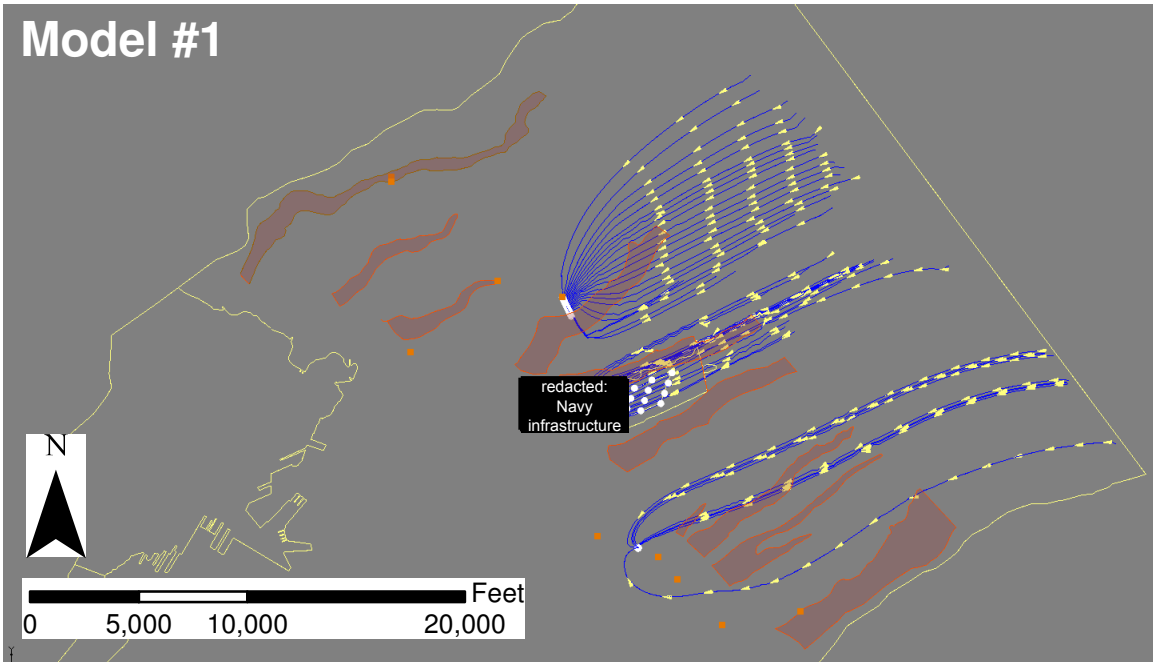 Model #1
redacted:
Navy
infrastructure
N
Feet
0 5,000 10,000 20,000
Y